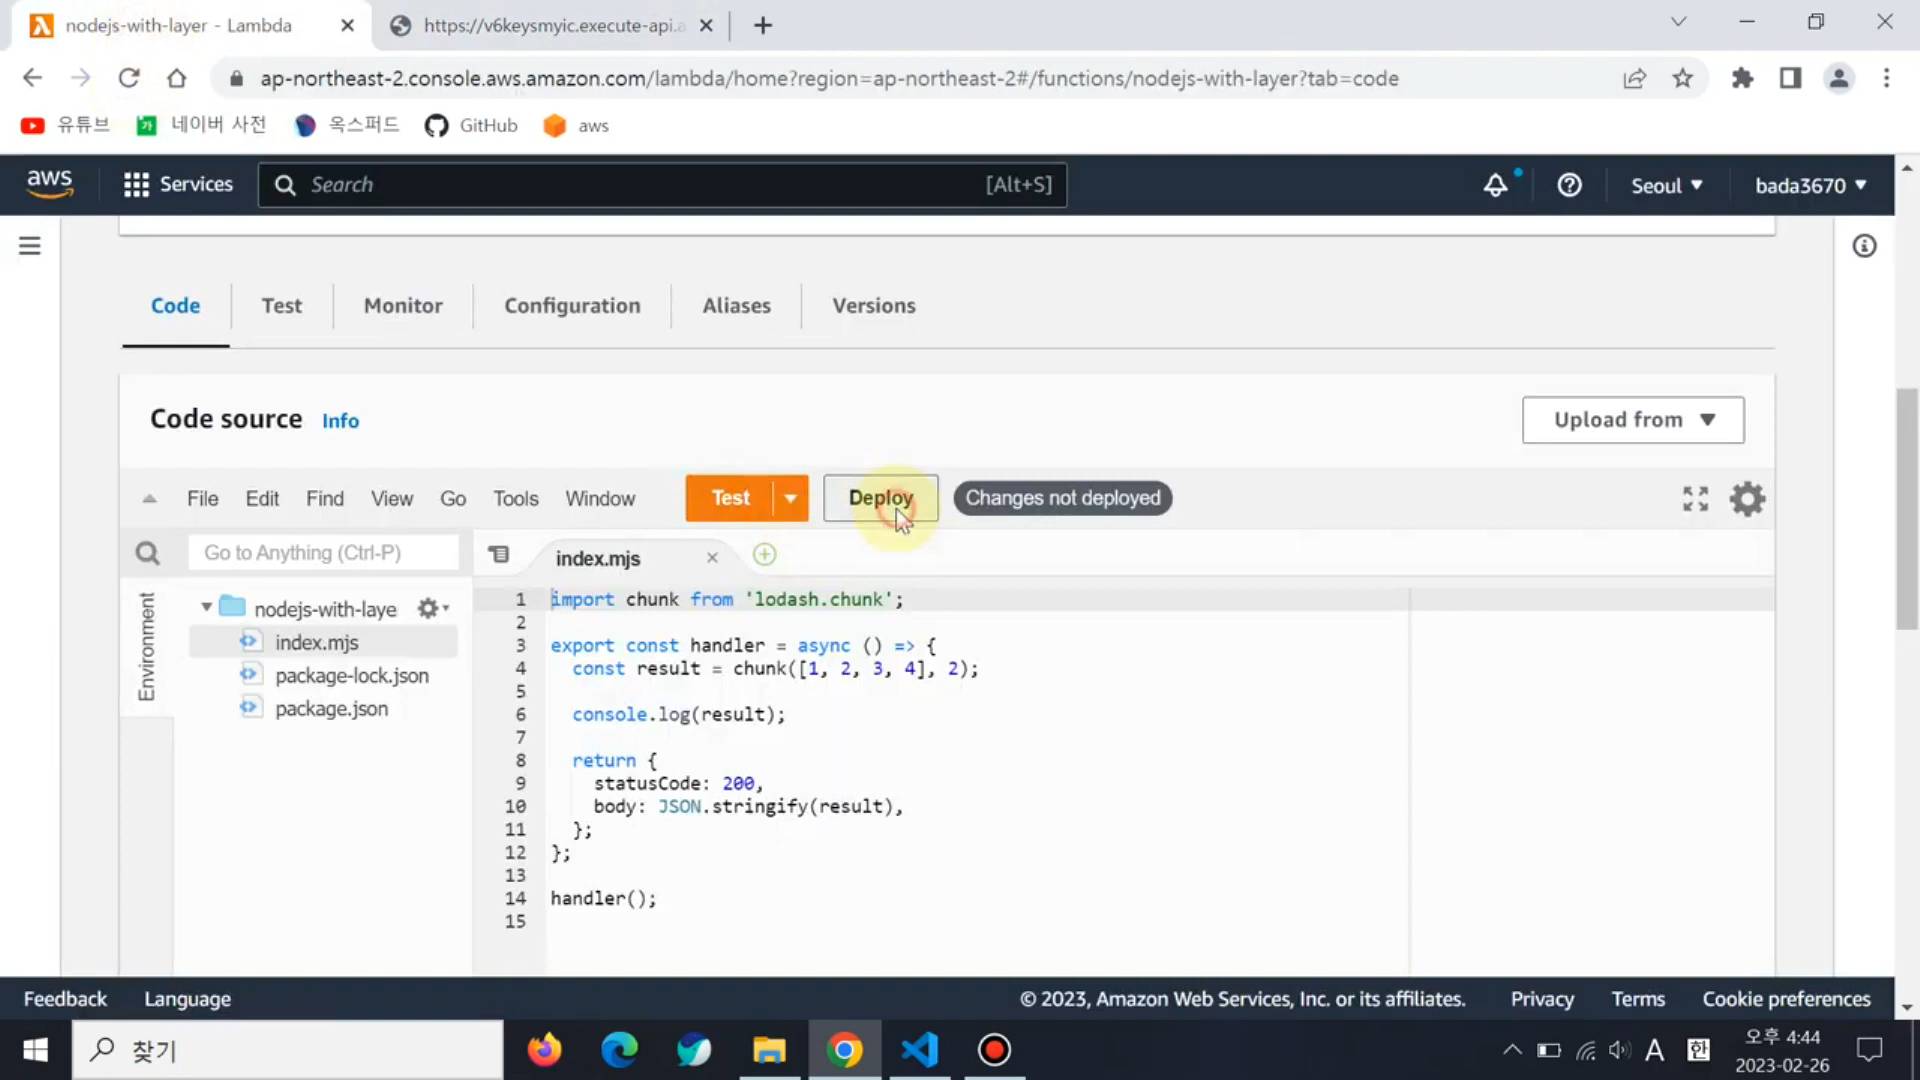 nodejs-with-layer - Lambda
https://v6keysmyic.execute-api.a
ap-northeast-2.console.aws.amazon.com/lambda/home?region=ap-northeast-2#/functions/nodejs-with-layer?tab=code
유튜브 네이버 사전 옥스퍼드 GitHub aws
aws Services Search [Alt+S] Seoul bada3670
Code Test Monitor Configuration Aliases Versions
Code source Info Upload from
File Edit Find View Go Tools Window Test Deploy Changes not deployed
Go to Anything (Ctrl-P) index.mjs
Environment
nodejs-with-laye
index.mjs
package-lock.json
package.json
1 import chunk from 'lodash.chunk';
2
3 export const handler = async () => {
4 const result = chunk([1, 2, 3, 4], 2);
5
6 console.log(result);
7
8 return {
9 statusCode: 200,
10 body: JSON.stringify(result),
11 };
12 };
13
14 handler();
15
Feedback Language © 2023, Amazon Web Services, Inc. or its affiliates. Privacy Terms Cookie preferences
찾기 A 한 오후 4:44
2023-02-26